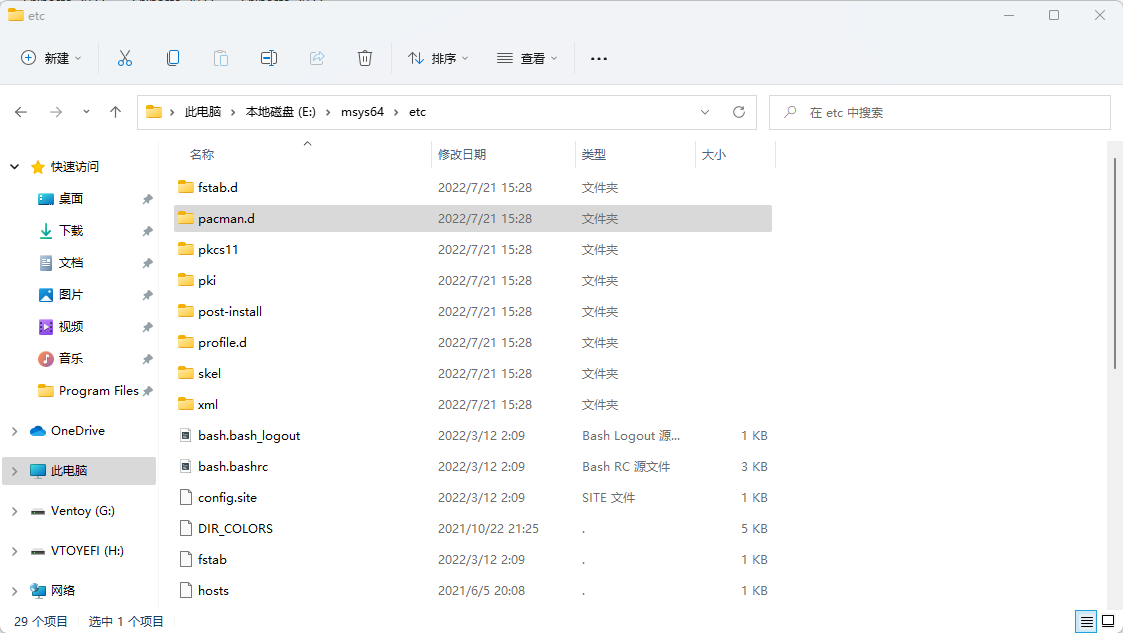 etc
新建
排序
查看
此电脑 本地磁盘 (E:) msys64 etc
在 etc 中搜索
名称 修改日期 类型 大小
快速访问
桌面
下载
文档
图片
视频
音乐
Program Files
OneDrive
此电脑
Ventoy (G:)
VTOYEFI (H:)
网络
fstab.d 2022/7/21 15:28 文件夹
pacman.d 2022/7/21 15:28 文件夹
pkcs11 2022/7/21 15:28 文件夹
pki 2022/7/21 15:28 文件夹
post-install 2022/7/21 15:28 文件夹
profile.d 2022/7/21 15:28 文件夹
skel 2022/7/21 15:28 文件夹
xml 2022/7/21 15:28 文件夹
bash.bash_logout 2022/3/12 2:09 Bash Logout 源... 1 KB
bash.bashrc 2022/3/12 2:09 Bash RC 源文件 3 KB
config.site 2022/3/12 2:09 SITE 文件 1 KB
DIR_COLORS 2021/10/22 21:25 . 5 KB
fstab 2022/3/12 2:09 . 1 KB
hosts 2021/6/5 20:08 . 1 KB
29 个项目 选中 1 个项目